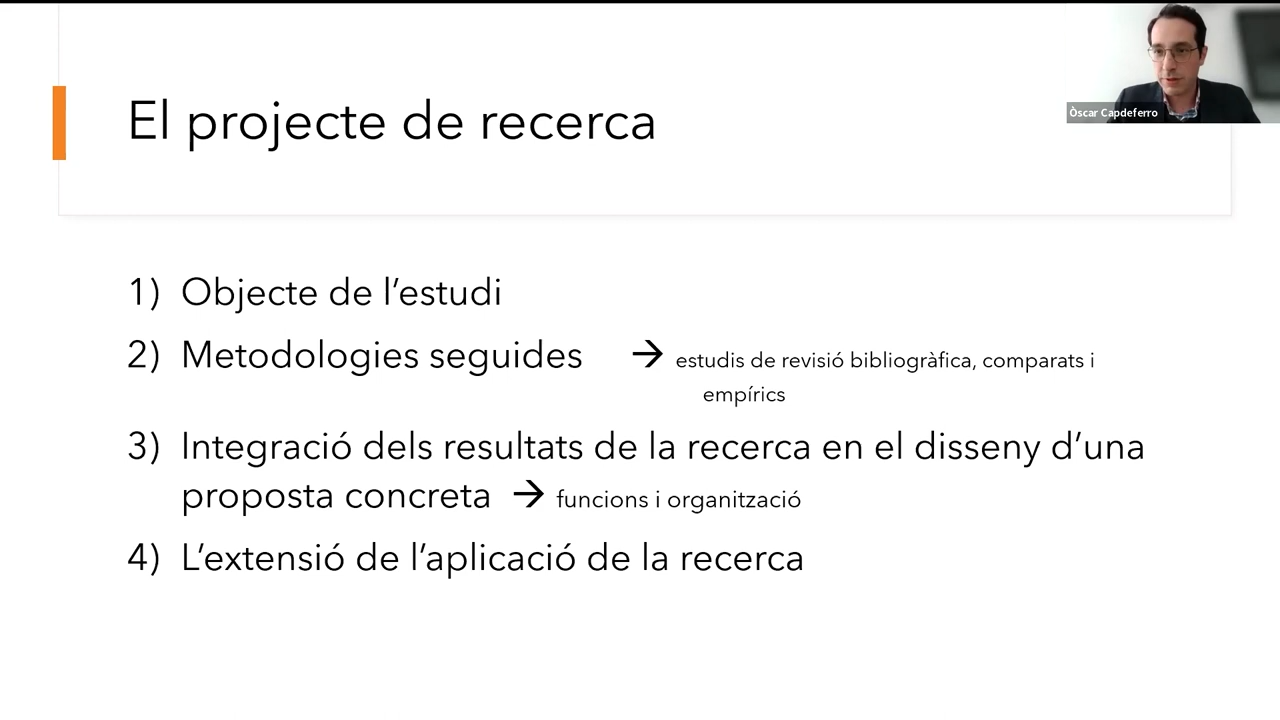 El projecte de recerca
Òscar Capdeferro
1) Objecte de l’estudi
2) Metodologies seguides → estudis de revisió bibliogràfica, comparats i
empírics
3) Integració dels resultats de la recerca en el disseny d’una
proposta concreta → funcions i organització
4) L’extensió de l’aplicació de la recerca